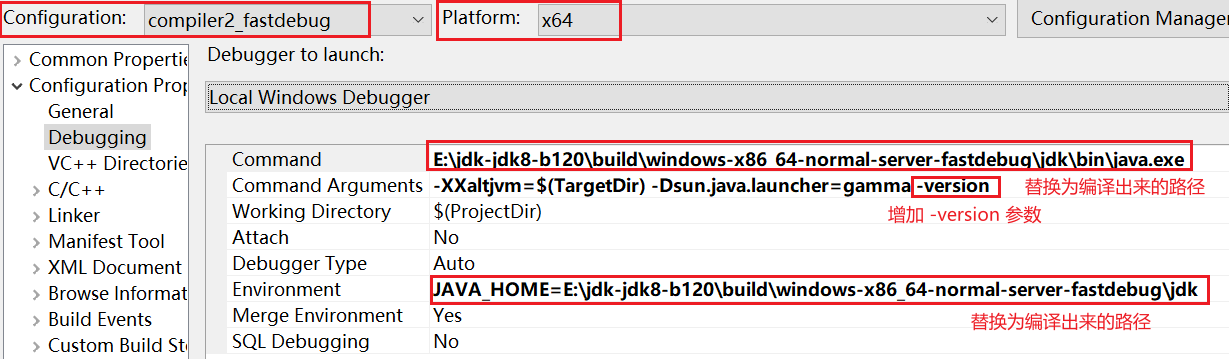 Configuration: compiler2_fastdebug Platform: x64 Configuration Manager
Debugger to launch:
Common Propertie
Configuration Prop
General
Debugging
VC++ Directories
C/C++
Linker
Manifest Tool
XML Document
Browse Informat
Build Events
Custom Build Ste
Local Windows Debugger
Command E:\jdk-jdk8-b120\build\windows-x86_64-normal-server-fastdebug\jdk\bin\java.exe
Command Arguments -XXaltjvm=$(TargetDir) -Dsun.java.launcher=gamma -version 替换为编译出来的路径
Working Directory $(ProjectDir) 增加 -version 参数
Attach No
Debugger Type Auto
Environment JAVA_HOME=E:\jdk-jdk8-b120\build\windows-x86_64-normal-server-fastdebug\jdk
Merge Environment Yes 替换为编译出来的路径
SQL Debugging No